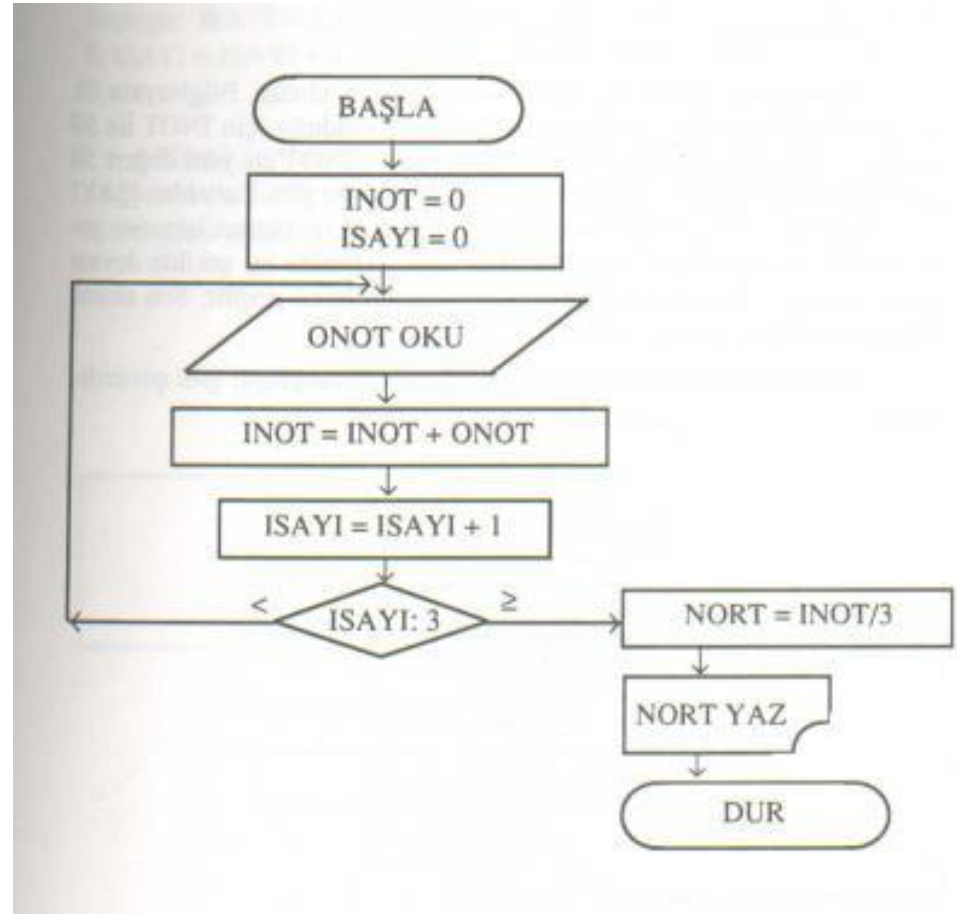 BAŞLA
INOT = 0
ISAYI = 0
ONOT OKU
INOT = INOT + ONOT
ISAYI = ISAYI + 1
< ISAYI: 3 ≥
NORT = INOT/3
NORT YAZ
DUR